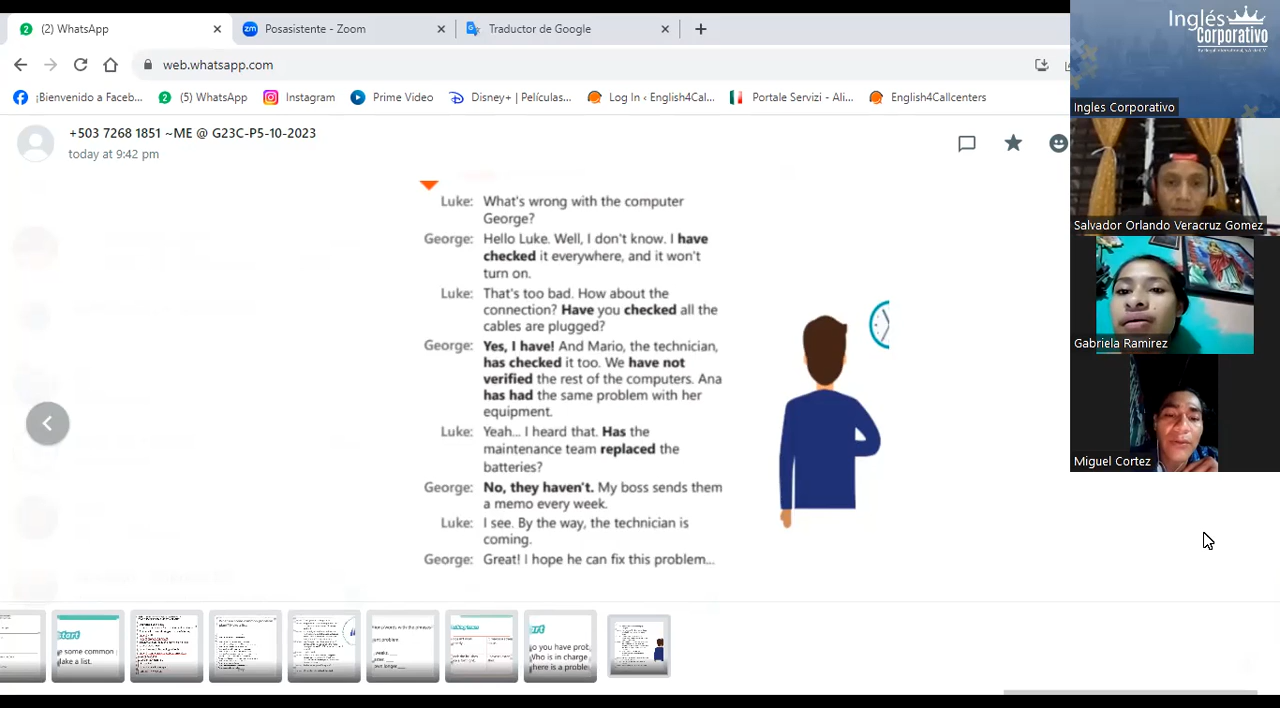 (2) WhatsApp
Posasistente - Zoom
Traductor de Google
web.whatsapp.com
¡Bienvenido a Faceb...
(5) WhatsApp
Instagram
Prime Video
Disney+ | Películas...
Log In ‹ English4Cal...
Portale Servizi - Ali...
English4Callcenters
+503 7268 1851 ~ME @ G23C-P5-10-2023
today at 9:42 pm
Luke: What's wrong with the computer
George?
George: Hello Luke. Well, I don't know. I have
checked it everywhere, and it won't
turn on.
Luke: That's too bad. How about the
connection? Have you checked all the
cables are plugged?
George: Yes, I have! And Mario, the technician,
has checked it too. We have not
verified the rest of the computers. Ana
has had the same problem with her
equipment.
Luke: Yeah... I heard that. Has the
maintenance team replaced the
batteries?
George: No, they haven't. My boss sends them
a memo every week.
Luke: I see. By the way, the technician is
coming.
George: Great! I hope he can fix this problem...
Inglés
Corporativo
Ingles Corporativo
Salvador Orlando Veracruz Gomez
Gabriela Ramirez
Miguel Cortez